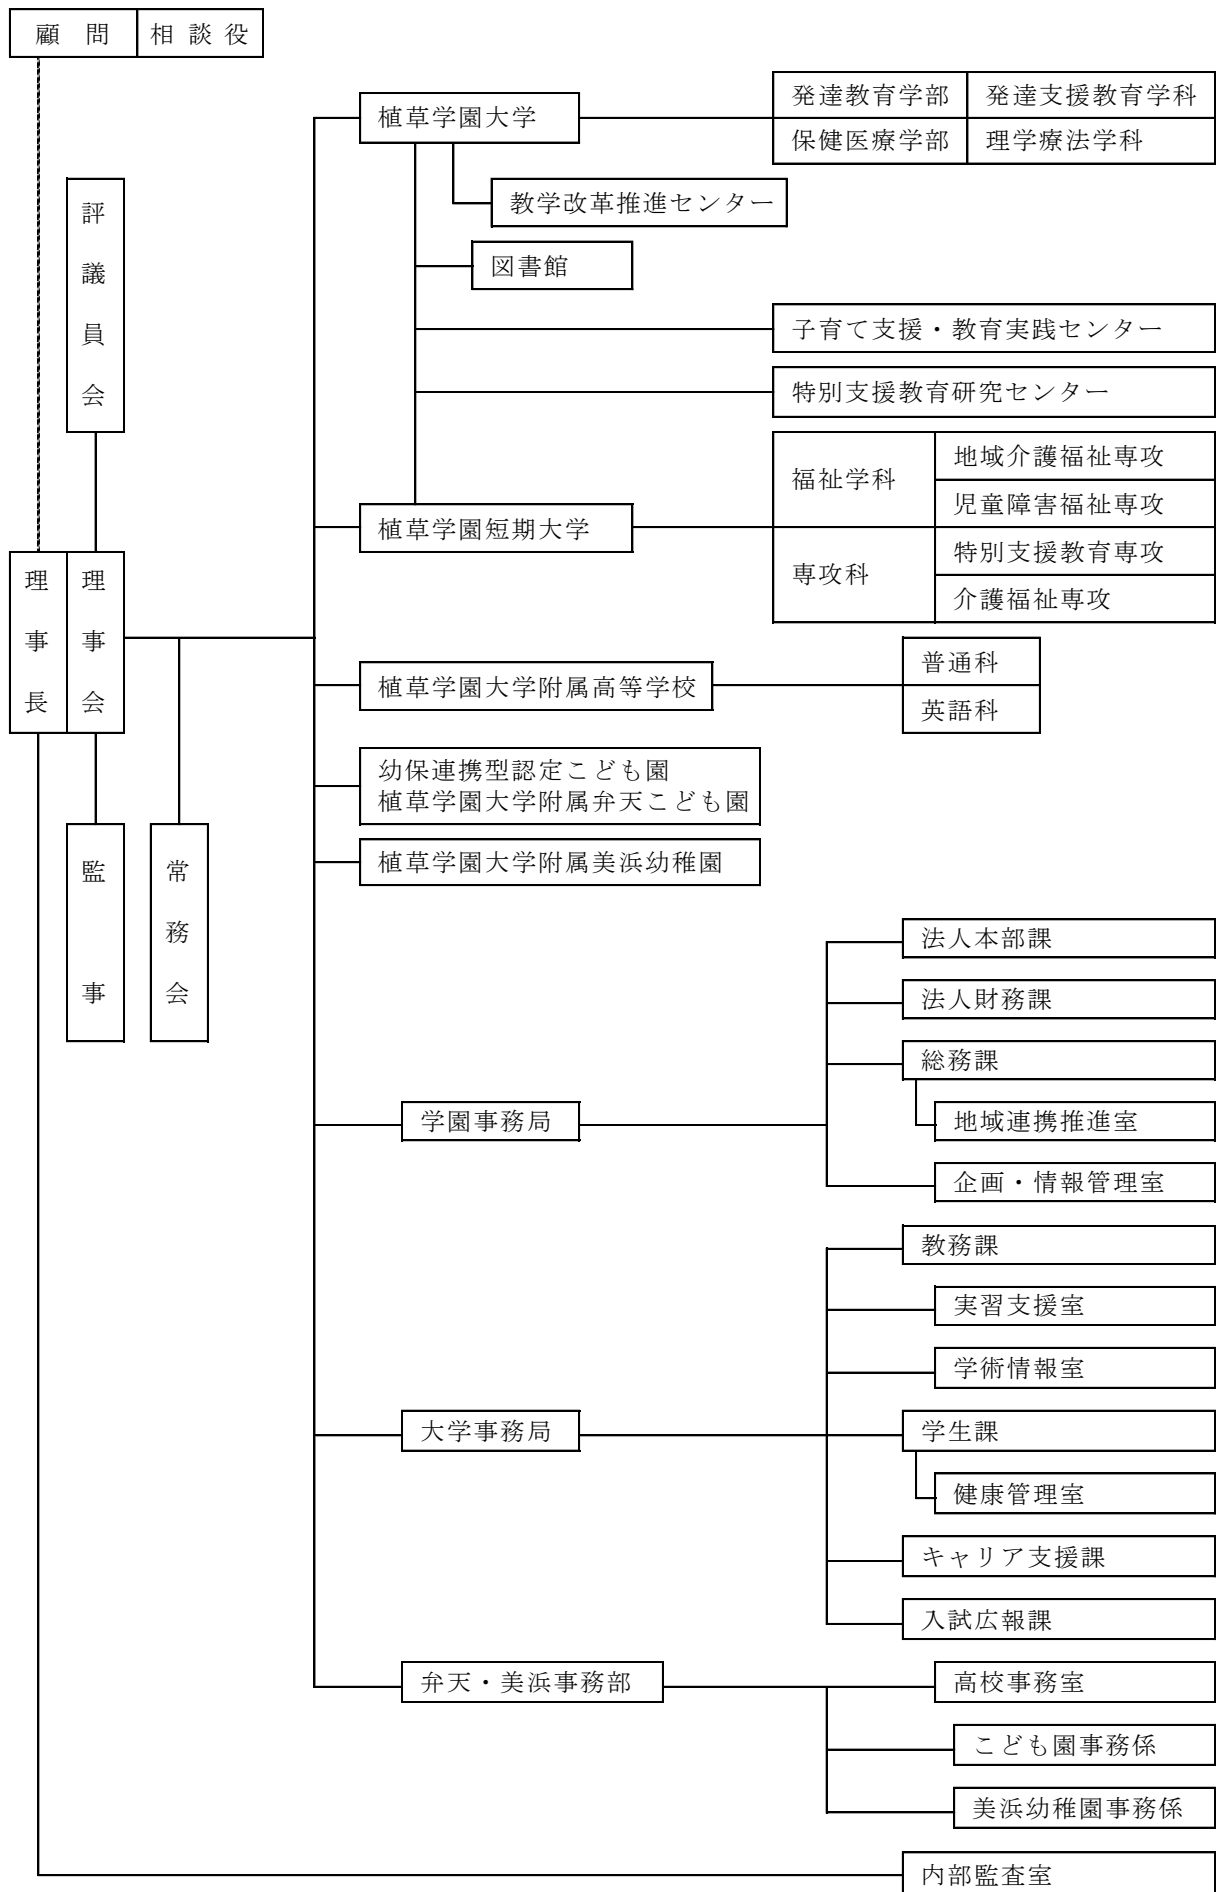 顧問
相談役
植草学園大学
発達教育学部
発達支援教育学科
保健医療学部
理学療法学科
教学改革推進センター
図書館
子育て支援・教育実践センター
特別支援教育研究センター
評議員会
植草学園短期大学
福祉学科
地域介護福祉専攻
児童障害福祉専攻
専攻科
特別支援教育専攻
介護福祉専攻
理事長
理事会
植草学園大学附属高等学校
普通科
英語科
幼保連携型認定こども園
植草学園大学附属弁天こども園
植草学園大学附属美浜幼稚園
監事
常務会
学園事務局
法人本部課
法人財務課
総務課
地域連携推進室
企画・情報管理室
大学事務局
教務課
実習支援室
学術情報室
学生課
健康管理室
キャリア支援課
入試広報課
弁天・美浜事務部
高校事務室
こども園事務係
美浜幼稚園事務係
内部監査室